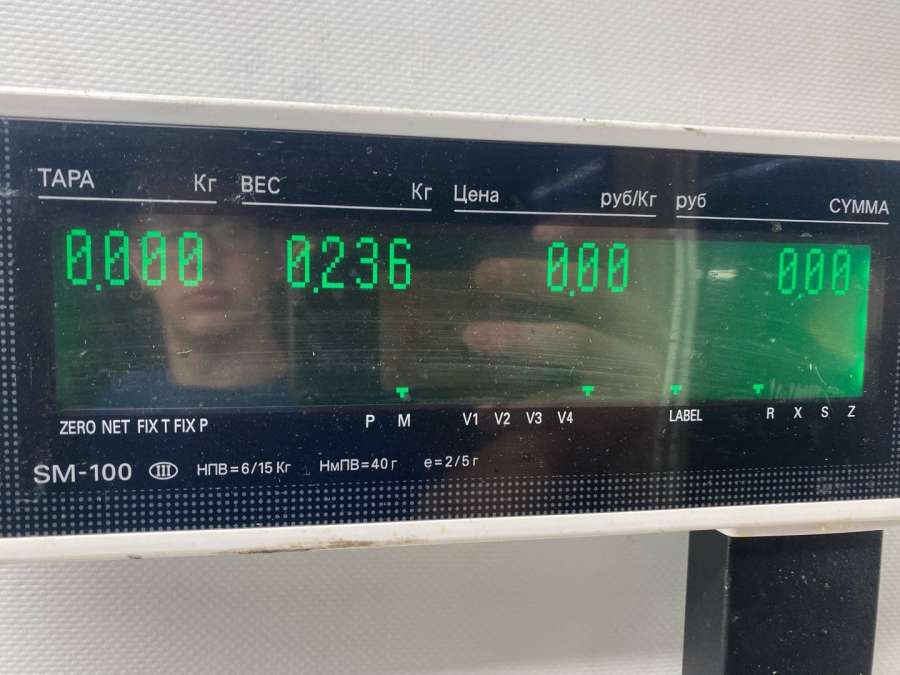 ТАРА Кг ВЕС Кг Цена руб/Кг руб СУММА
0.000 0.236 0.00 0.00
ZERO NET FIX T FIX P P M V1 V2 V3 V4 LABEL R X S Z
SM-100 III НПВ=6/15 Кг НмПВ=40 г е=2/5 г